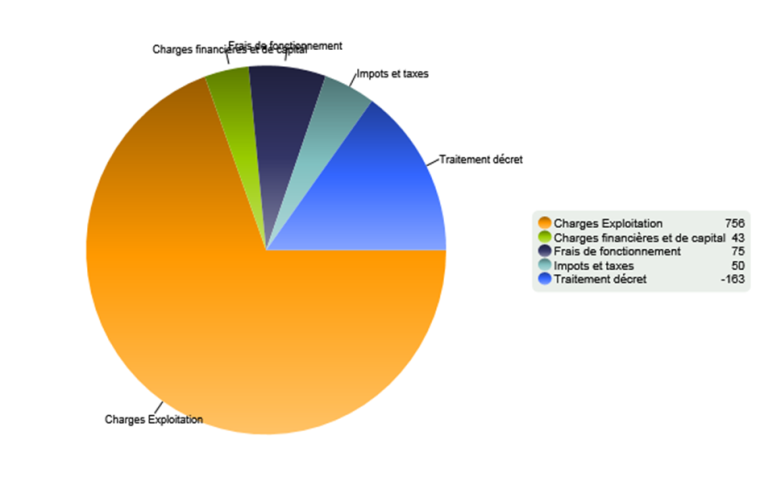 Frais de fonctionnement
Charges financières et de capital
Impots et taxes
Traitement décret
Charges Exploitation 756
Charges financières et de capital 43
Frais de fonctionnement 75
Impots et taxes 50
Traitement décret -163
Charges Exploitation